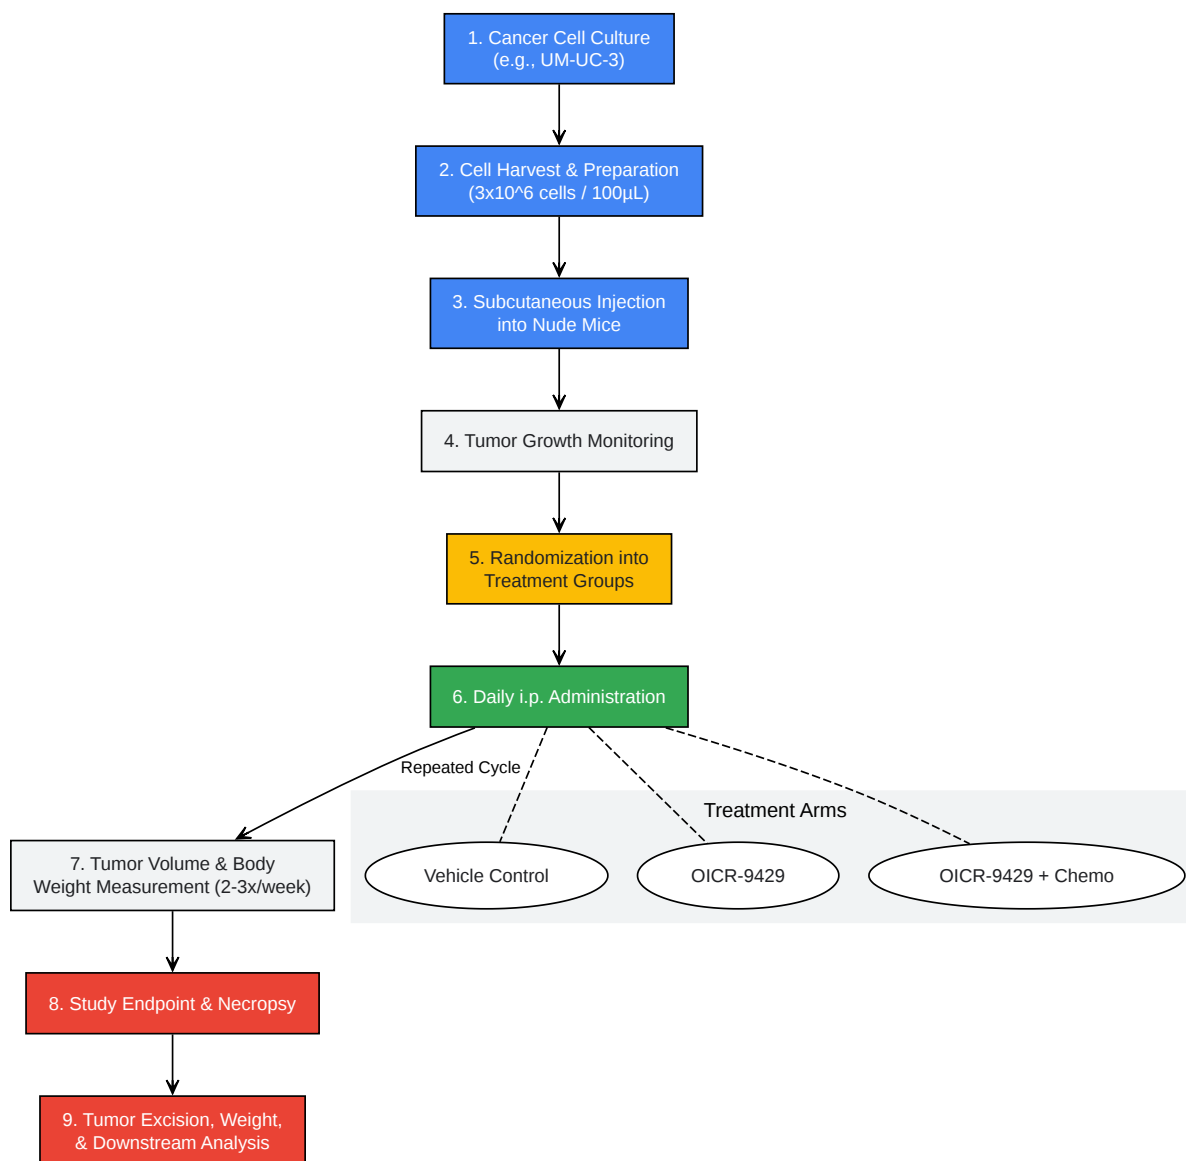 1. Cancer Cell Culture
(e.g., UM-UC-3)
2. Cell Harvest & Preparation
(3x10^6 cells / 100µL)
3. Subcutaneous Injection
into Nude Mice
4. Tumor Growth Monitoring
5. Randomization into
Treatment Groups
6. Daily i.p. Administration
Repeated Cycle
Treatment Arms
7. Tumor Volume & Body
Weight Measurement (2-3x/week)
Vehicle Control
OICR-9429
OICR-9429 + Chemo
8. Study Endpoint & Necropsy
9. Tumor Excision, Weight,
& Downstream Analysis